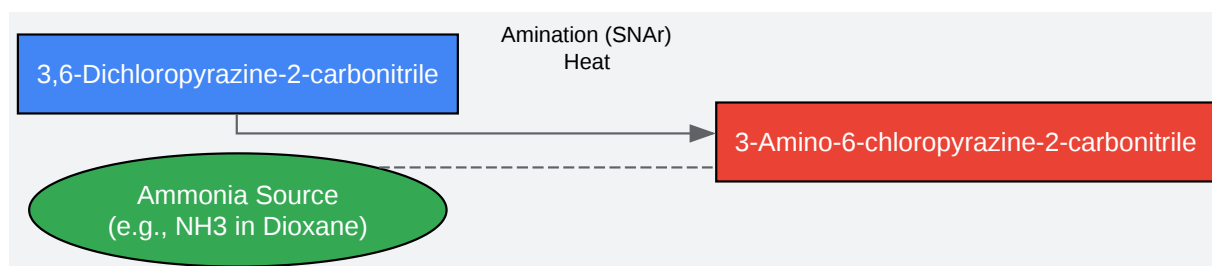 Amination (SNAr)
Heat
3,6-Dichloropyrazine-2-carbonitrile
3-Amino-6-chloropyrazine-2-carbonitrile
Ammonia Source
(e.g., NH3 in Dioxane)